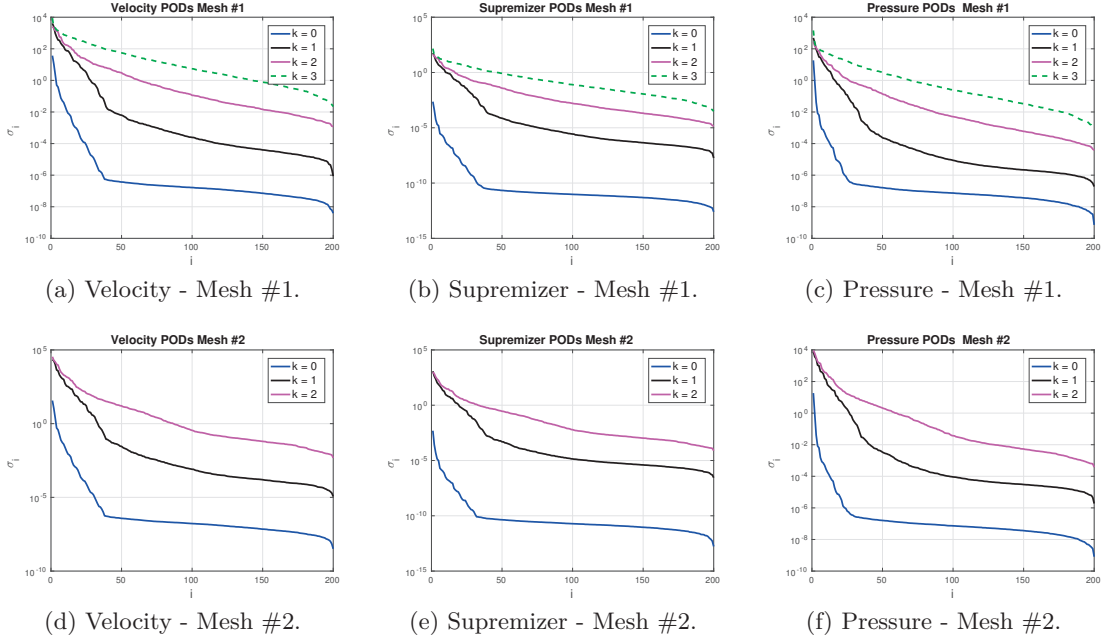 Velocity PODs Mesh #1
10^4
10^2
10^0
10^-2
10^-4
10^-6
10^-8
10^-10
σ_i
0
50
100
150
200
i
k = 0
k = 1
k = 2
k = 3
(a) Velocity - Mesh #1.
Supremizer PODs Mesh #1
10^5
10^0
10^-5
10^-10
10^-15
σ_i
0
50
100
150
200
i
k = 0
k = 1
k = 2
k = 3
(b) Supremizer - Mesh #1.
Pressure PODs Mesh #1
10^4
10^2
10^0
10^-2
10^-4
10^-6
10^-8
10^-10
σ_i
0
50
100
150
200
i
k = 0
k = 1
k = 2
k = 3
(c) Pressure - Mesh #1.
Velocity PODs Mesh #2
10^5
10^0
10^-5
10^-10
σ_i
0
50
100
150
200
i
k = 0
k = 1
k = 2
(d) Velocity - Mesh #2.
Supremizer PODs Mesh #2
10^5
10^0
10^-5
10^-10
10^-15
σ_i
0
50
100
150
200
i
k = 0
k = 1
k = 2
(e) Supremizer - Mesh #2.
Pressure PODs Mesh #2
10^4
10^2
10^0
10^-2
10^-4
10^-6
10^-8
10^-10
σ_i
0
50
100
150
200
i
k = 0
k = 1
k = 2
(f) Pressure - Mesh #2.